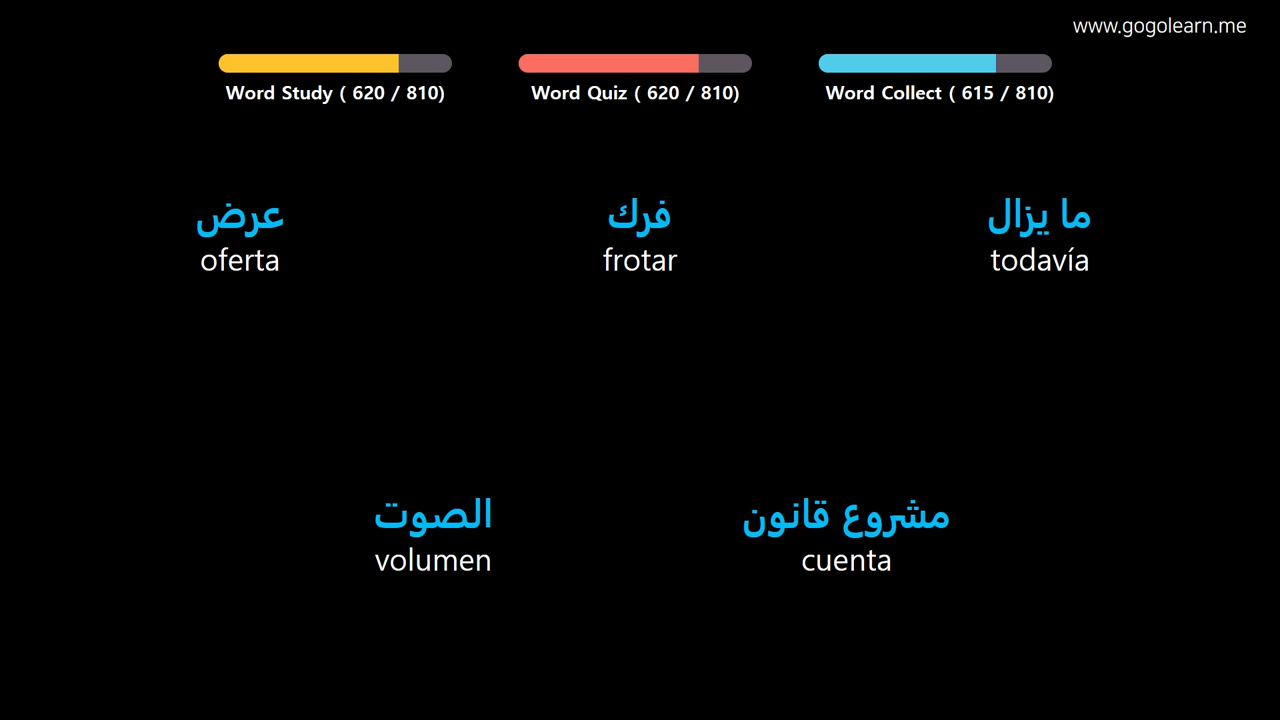 www.gogolearn.me
Word Study ( 620 / 810)
Word Quiz ( 620 / 810)
Word Collect ( 615 / 810)
عرض
oferta
فرك
frotar
ما يزال
todavía
الصوت
volumen
مشروع قانون
cuenta